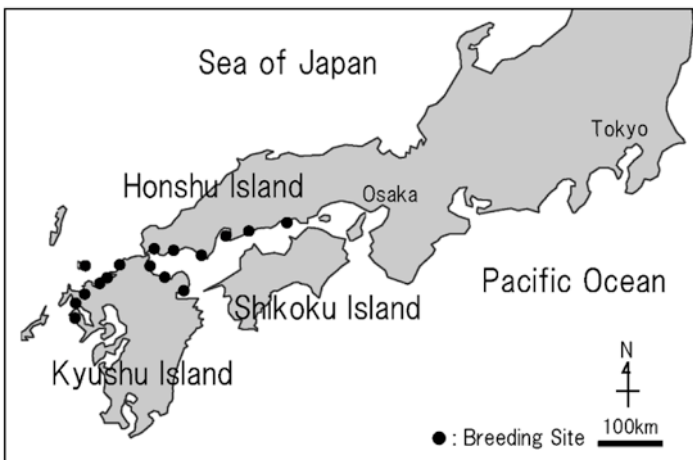 Sea of Japan
Tokyo
Honshu Island
Osaka
Pacific Ocean
Shikoku Island
Kyushu Island
N
100km
: Breeding Site